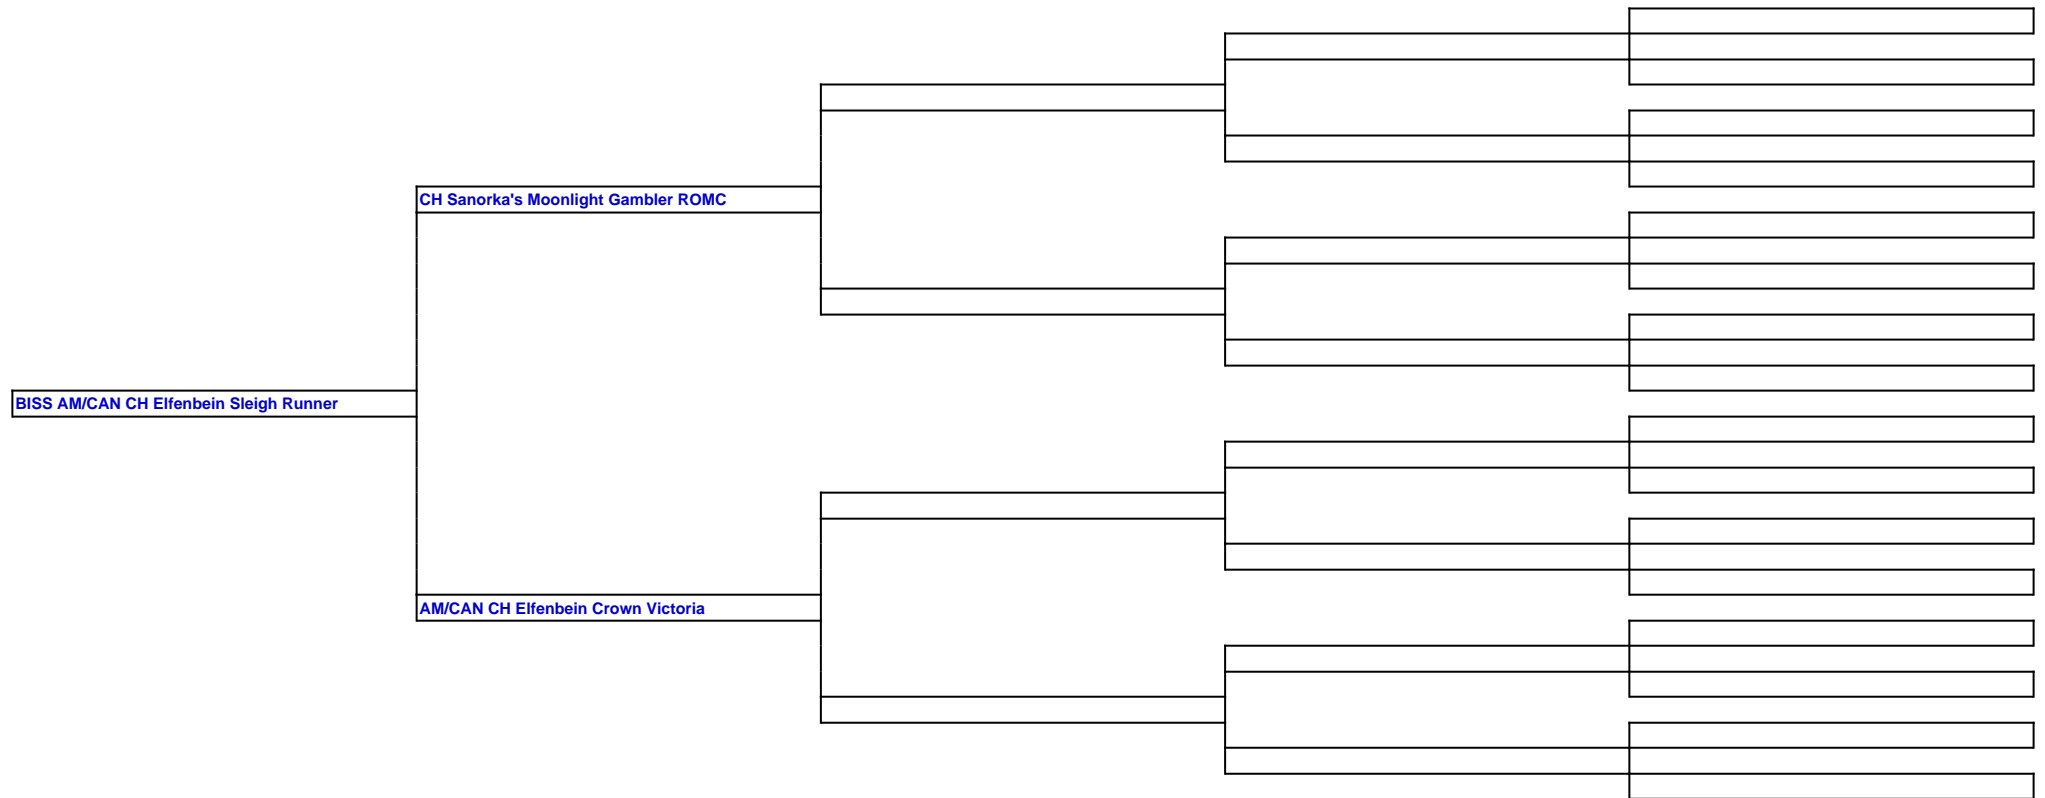 CH Sanorka's Moonlight Gambler ROMC
BISS AM/CAN CH Elfenbein Sleigh Runner
AM/CAN CH Elfenbein Crown Victoria